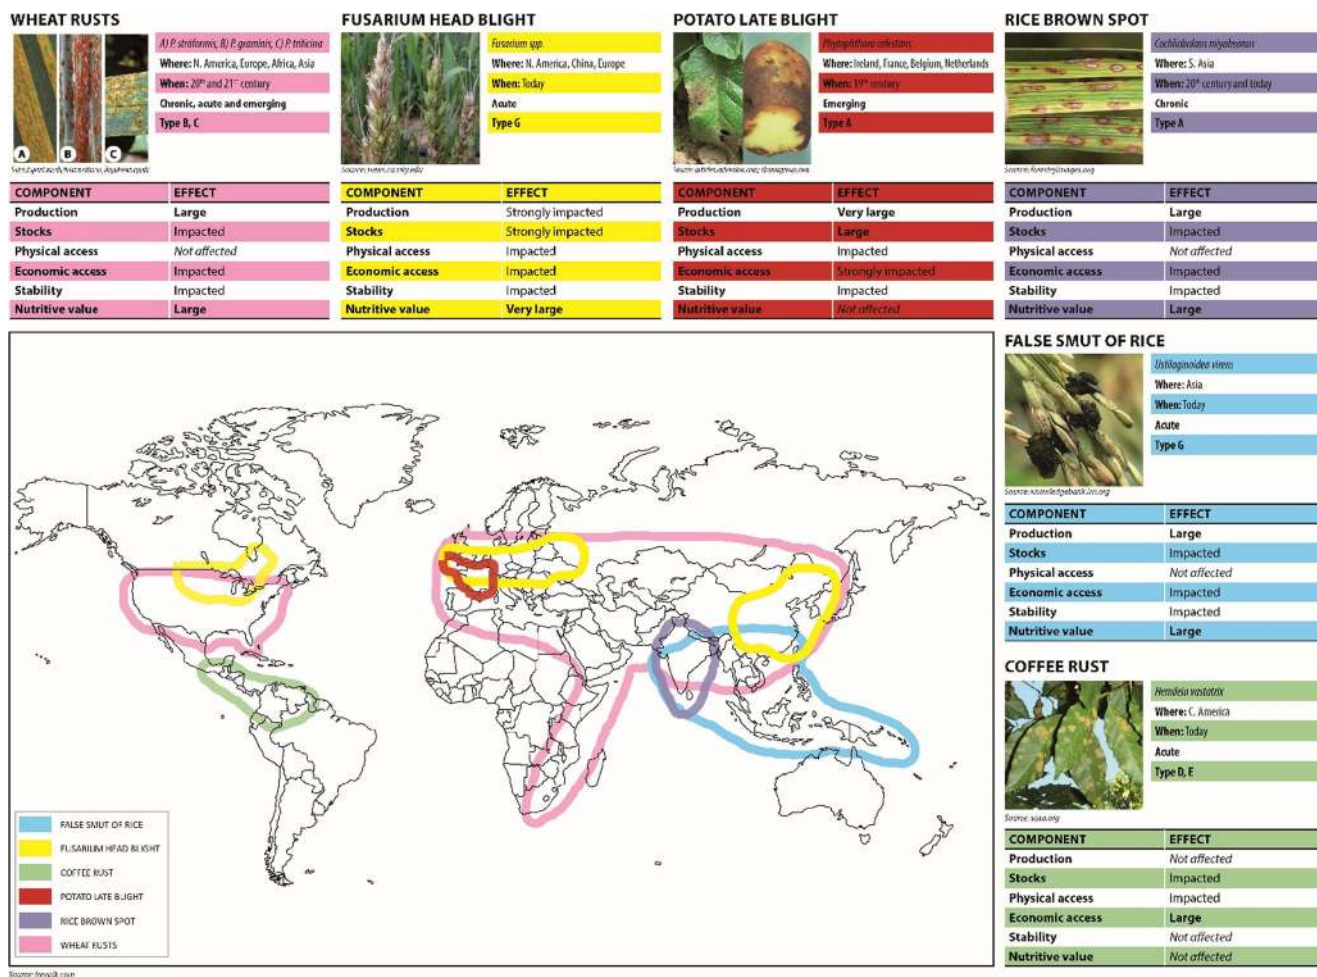 WHEAT RUSTS
A) P. striiformis, B) P. graminis, C) P. triticina
Where: N. America, Europe, Africa, Asia
When: 20th and 21st century
Chronic, acute and emerging
Type B, C
A
B
C
COMPONENT EFFECT
Production Large
Stocks Impacted
Physical access Not affected
Economic access Impacted
Stability Impacted
Nutritive value Large
FUSARIUM HEAD BLIGHT
Fusarium spp.
Where: N. America, China, Europe
When: Today
Acute
Type G
COMPONENT EFFECT
Production Strongly impacted
Stocks Strongly impacted
Physical access Impacted
Economic access Impacted
Stability Impacted
Nutritive value Very large
POTATO LATE BLIGHT
Phytophthora infestans
Where: Ireland, France, Belgium, Netherlands
When: 19th century
Emerging
Type A
COMPONENT EFFECT
Production Very large
Stocks Large
Physical access Impacted
Economic access Strongly impacted
Stability Impacted
Nutritive value Not affected
RICE BROWN SPOT
Cochliobolus miyabeanus
Where: S. Asia
When: 20th century and today
Chronic
Type A
Source: forestryimages.org
COMPONENT EFFECT
Production Large
Stocks Impacted
Physical access Not affected
Economic access Impacted
Stability Impacted
Nutritive value Large
FALSE SMUT OF RICE
Ustilaginoidea virens
Where: Asia
When: Today
Acute
Type G
Source: knowledgebank.irri.org
COMPONENT EFFECT
Production Large
Stocks Impacted
Physical access Not affected
Economic access Impacted
Stability Impacted
Nutritive value Large
COFFEE RUST
Hemileia vastatrix
Where: C. America
When: Today
Acute
Type D, E
Source: scaa.org
COMPONENT EFFECT
Production Not affected
Stocks Impacted
Physical access Impacted
Economic access Large
Stability Not affected
Nutritive value Not affected
FALSE SMUT OF RICE
FUSARIUM HEAD BLIGHT
COFFEE RUST
POTATO LATE BLIGHT
RICE BROWN SPOT
WHEAT RUSTS